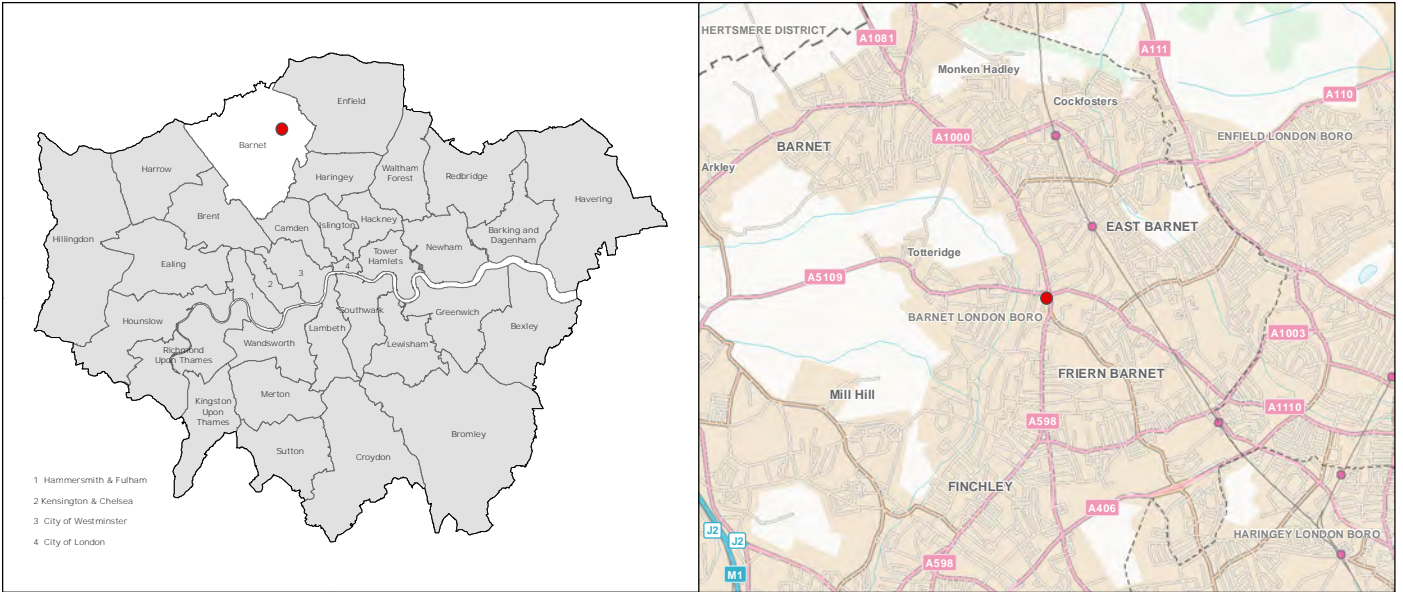 Enfield
Barnet
Harrow
Haringey
Waltham
Forest
Redbridge
Havering
Brent
Hillingdon
Camden
Islington
Hackney
Barking and
Dagenham
Newham
Tower
Hamlets
Ealing
4
3
2
1
Hounslow
Southwark
Greenwich
Bexley
Lambeth
Wandsworth
Lewisham
Richmond
Upon Thames
Merton
Kingston
Upon
Thames
Bromley
Sutton
Croydon
1 Hammersmith & Fulham
2 Kensington & Chelsea
3 City of Westminster
4 City of London
HERTSMERE DISTRICT
A1081
A111
Monken Hadley
Cockfosters
A110
A1000
ENFIELD LONDON BORO
BARNET
Arkley
EAST BARNET
Totteridge
A5109
BARNET LONDON BORO
A1003
FRIERN BARNET
Mill Hill
A1110
A598
FINCHLEY
A406
J2
J2
HARINGEY LONDON BORO
A598
M1